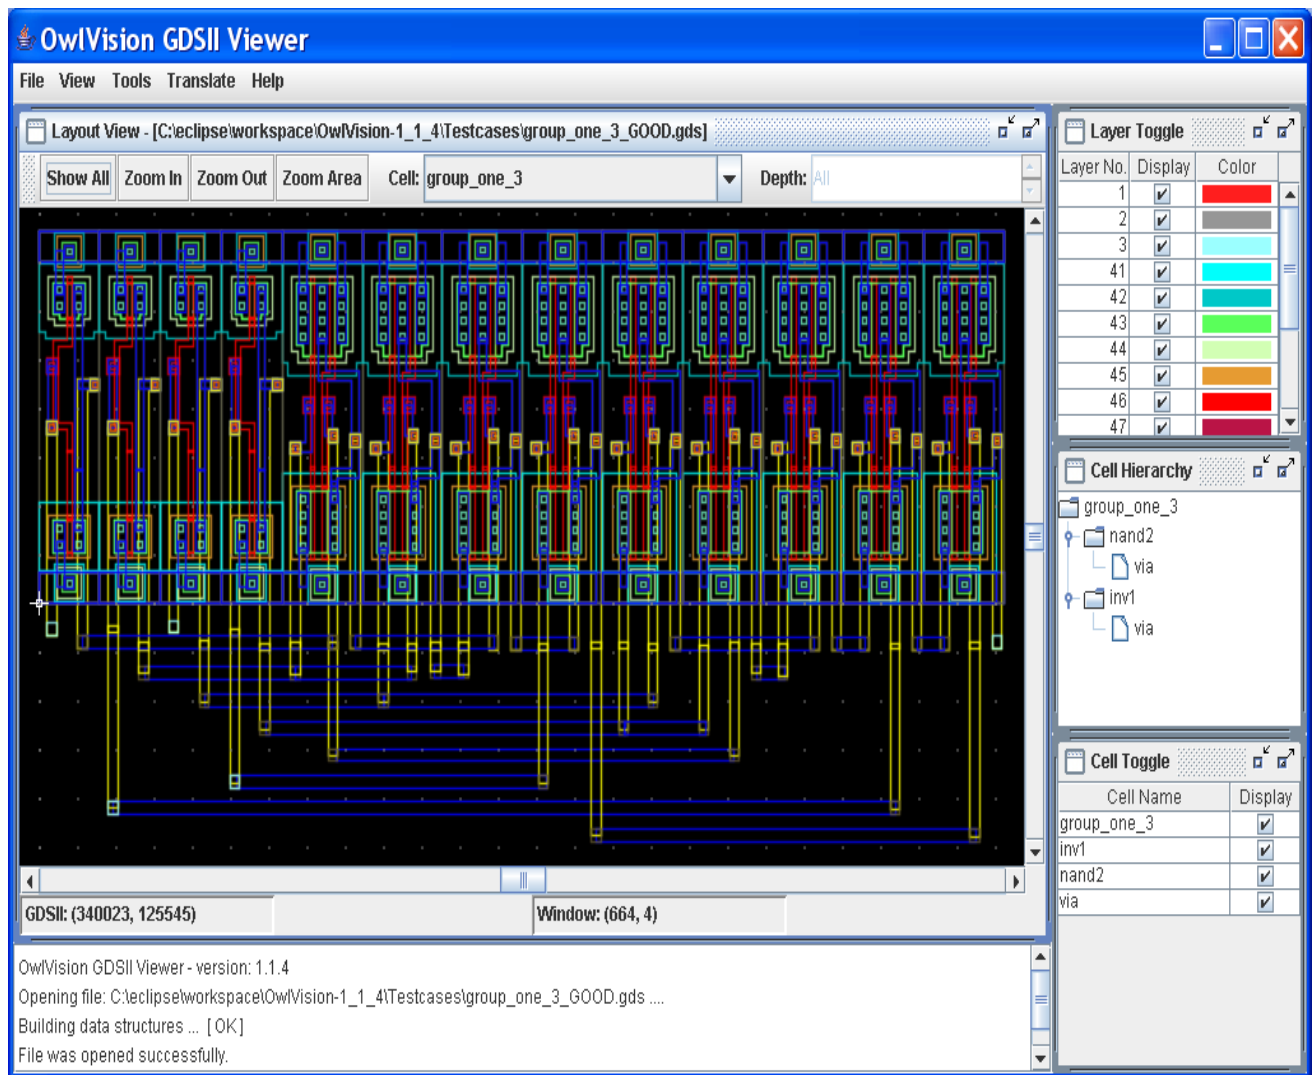 OwlVision GDSII Viewer
File View Tools Translate Help
Layout View - [C:\eclipse\workspace\OwlVision-1_1_4\Testcases\group_one_3_GOOD.gds]
Show All Zoom In Zoom Out Zoom Area Cell: group_one_3 Depth: All
GDSII: (340023, 125545) Window: (664, 4)
OwlVision GDSII Viewer - version: 1.1.4
Opening file: C:\eclipse\workspace\OwlVision-1_1_4\Testcases\group_one_3_GOOD.gds ....
Building data structures ... [ OK ]
File was opened successfully.
Layer Toggle
Layer No. Display Color
1
2
3
41
42
43
44
45
46
47
Cell Hierarchy
group_one_3
nand2
via
inv1
via
Cell Toggle
Cell Name Display
group_one_3
inv1
nand2
via